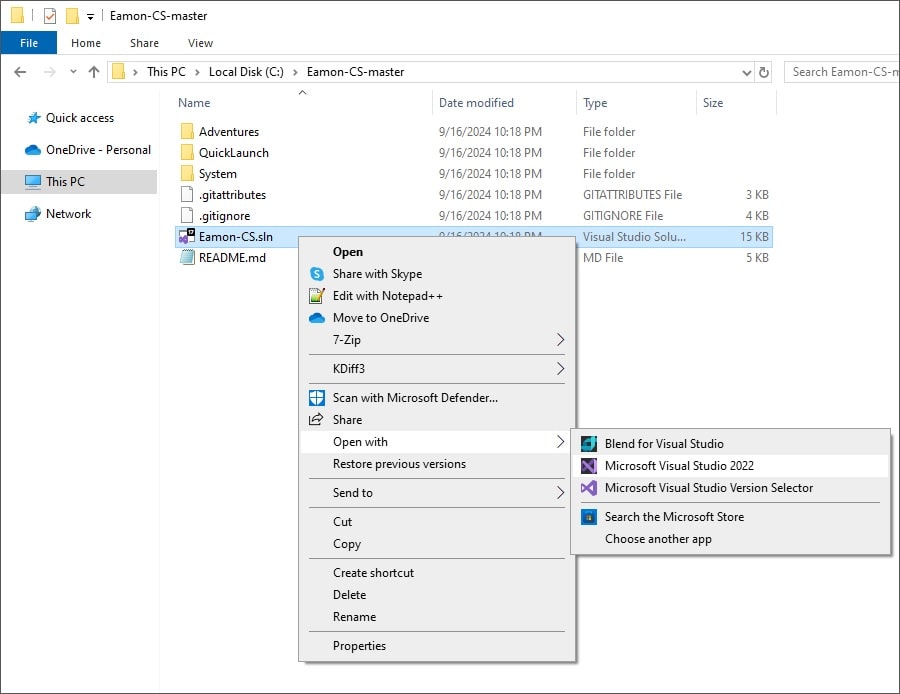 Eamon-CS-master
File Home Share View
This PC Local Disk (C:) Eamon-CS-master Search Eamon-CS-m
Name Date modified Type Size
Quick access
OneDrive - Personal
This PC
Network
Adventures 9/16/2024 10:18 PM File folder
QuickLaunch 9/16/2024 10:18 PM File folder
System 9/16/2024 10:18 PM File folder
.gitattributes 9/16/2024 10:18 PM GITATTRIBUTES File 3 KB
.gitignore 9/16/2024 10:18 PM GITIGNORE File 4 KB
Eamon-CS.sln 9/16/2024 10:18 PM Visual Studio Solu... 15 KB
README.md MD File 5 KB
Open
Share with Skype
Edit with Notepad++
Move to OneDrive
7-Zip
KDiff3
Scan with Microsoft Defender...
Share
Open with
Restore previous versions
Send to
Cut
Copy
Create shortcut
Delete
Rename
Properties
Blend for Visual Studio
Microsoft Visual Studio 2022
Microsoft Visual Studio Version Selector
Search the Microsoft Store
Choose another app